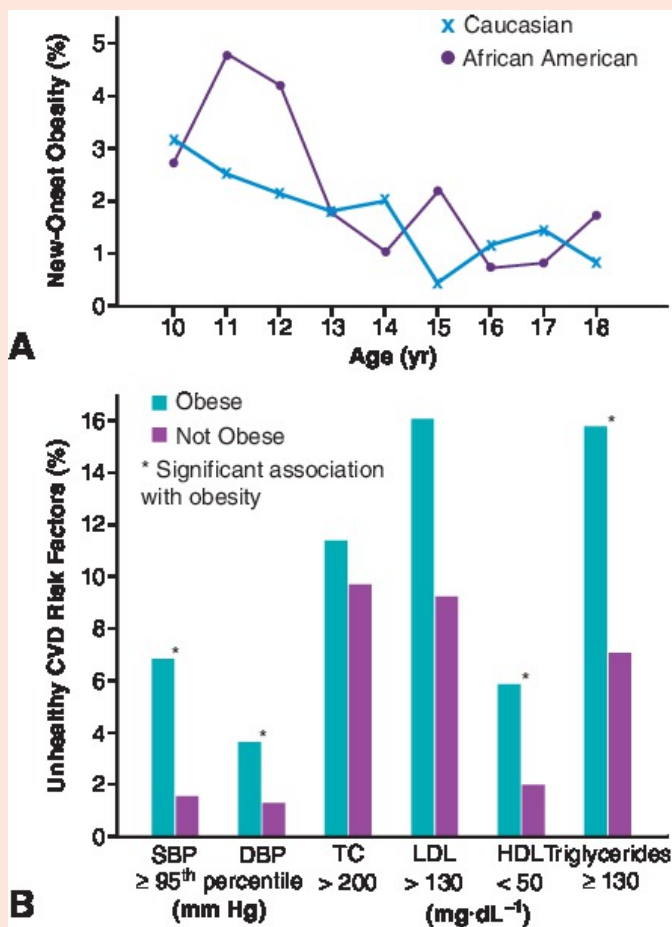 Caucasian
African American
New-Onset Obesity (%)
5
4
3
2
1
0
10 11 12 13 14 15 16 17 18
Age (yr)
A
Obese
Not Obese
* Significant association
with obesity
Unhealthy CVD Risk Factors (%)
16
14
12
10
8
6
4
2
0
*
*
*
*
SBP DBP TC LDL HDL Triglycerides
≥ 95th percentile > 200 > 130 < 50 ≥ 130
(mm Hg) (mg·dL⁻¹)
B